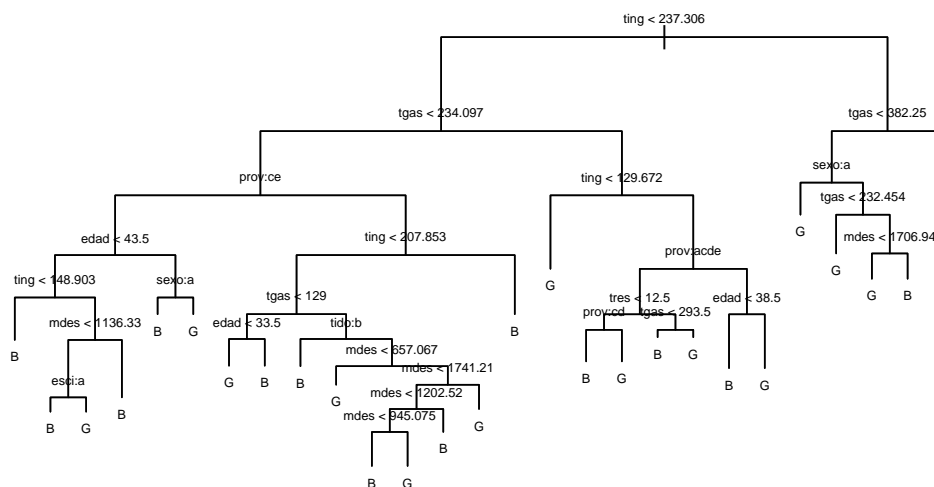 ting < 237.306
tgas < 234.097
tgas < 382.25
prov:ce
ting < 129.672
sexo:a
tgas < 232.454
G
edad < 43.5
ting < 207.853
mdes < 1706.94
prov:acde
G
G
ting < 148.903
sexo:a
G
B
tgas < 129
tres < 12.5
edad < 38.5
prov:cd
tgas < 293.5
mdes < 1136.33
edad < 33.5
tido:b
B
G
B
B
G
mdes < 657.067
B
mdes < 1741.21
B
G
B
B
G
B
G
esci:a
mdes < 1202.52
G
B
G
B
mdes < 945.075
G
B
B
G